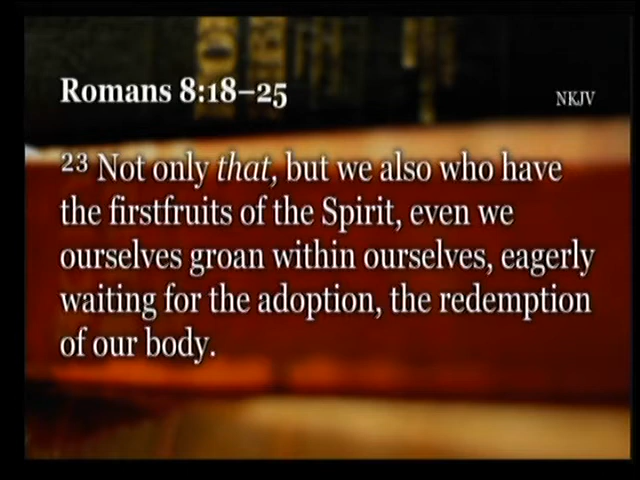 Romans 8:18–25
NKJV
23 Not only that, but we also who have
the firstfruits of the Spirit, even we
ourselves groan within ourselves, eagerly
waiting for the adoption, the redemption
of our body.